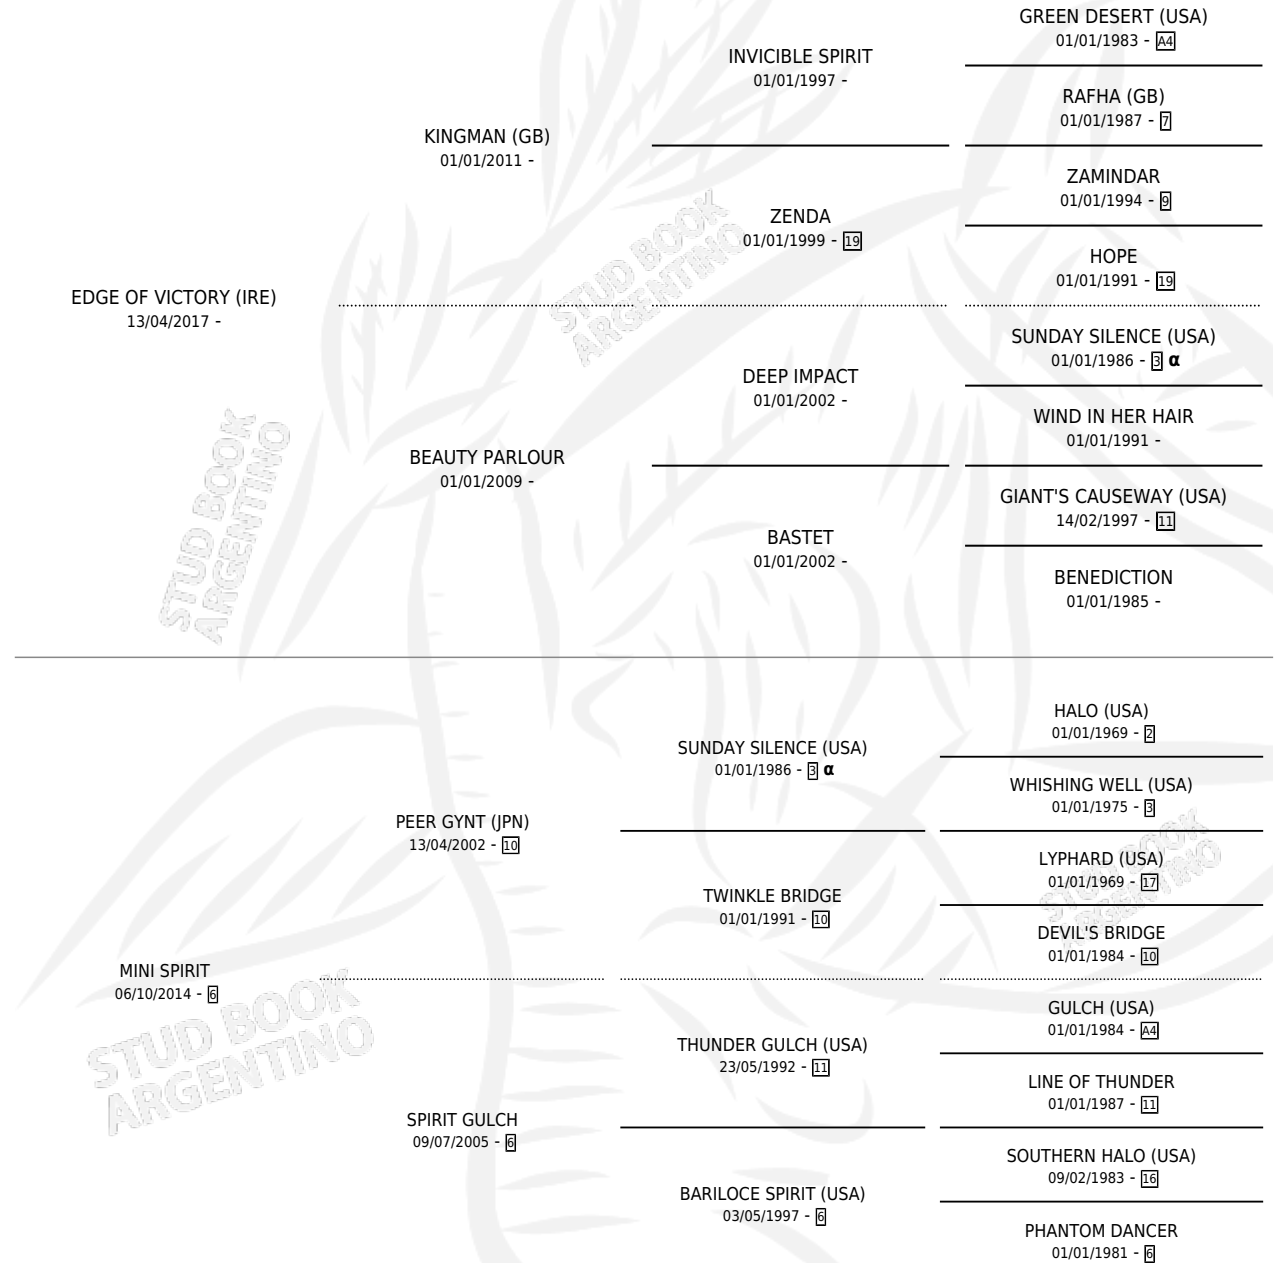 GREEN DESERT (USA)
01/01/1983 - A4
INVICIBLE SPIRIT
01/01/1997 -
RAFHA (GB)
01/01/1987 - 7
KINGMAN (GB)
01/01/2011 -
ZAMINDAR
01/01/1994 - 9
ZENDA
01/01/1999 - 19
HOPE
01/01/1991 - 19
EDGE OF VICTORY (IRE)
13/04/2017 -
SUNDAY SILENCE (USA)
01/01/1986 - 3 α
DEEP IMPACT
01/01/2002 -
WIND IN HER HAIR
01/01/1991 -
BEAUTY PARLOUR
01/01/2009 -
GIANT'S CAUSEWAY (USA)
14/02/1997 - 11
BASTET
01/01/2002 -
BENEDICTION
01/01/1985 -
HALO (USA)
01/01/1969 - 2
SUNDAY SILENCE (USA)
01/01/1986 - 3 α
WHISHING WELL (USA)
01/01/1975 - 3
PEER GYNT (JPN)
13/04/2002 - 10
LYPHARD (USA)
01/01/1969 - 17
TWINKLE BRIDGE
01/01/1991 - 10
DEVIL'S BRIDGE
01/01/1984 - 10
MINI SPIRIT
06/10/2014 - 6
GULCH (USA)
01/01/1984 - A4
THUNDER GULCH (USA)
23/05/1992 - 11
LINE OF THUNDER
01/01/1987 - 11
SPIRIT GULCH
09/07/2005 - 6
SOUTHERN HALO (USA)
09/02/1983 - 16
BARILOCE SPIRIT (USA)
03/05/1997 - 6
PHANTOM DANCER
01/01/1981 - 6
STUD BOOK
ARGENTINO
STUD BOOK
ARGENTINO
STUD BOOK
ARGENTINO
STUD BOOK
ARGENTINO